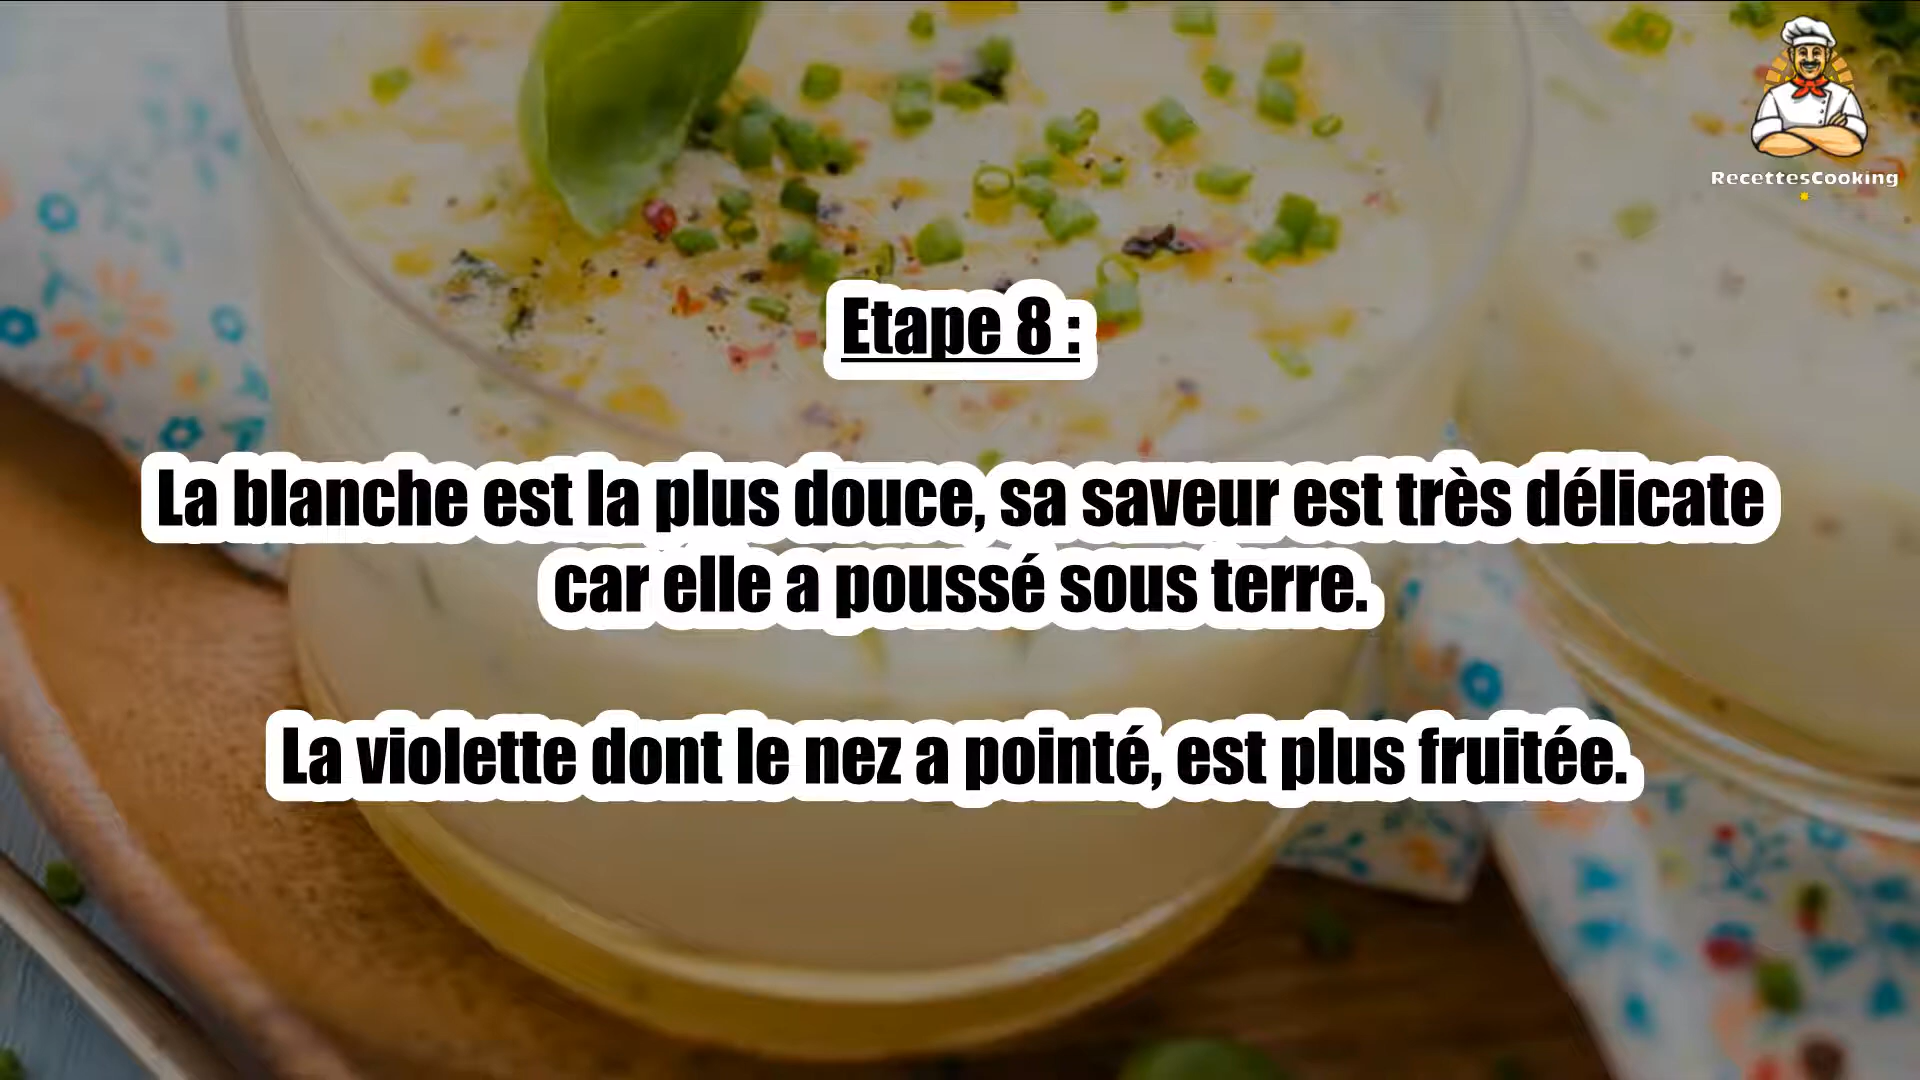 RecettesCooking
Etape 8 :
La blanche est la plus douce, sa saveur est très délicate
car elle a poussé sous terre.
La violette dont le nez a pointé, est plus fruitée.